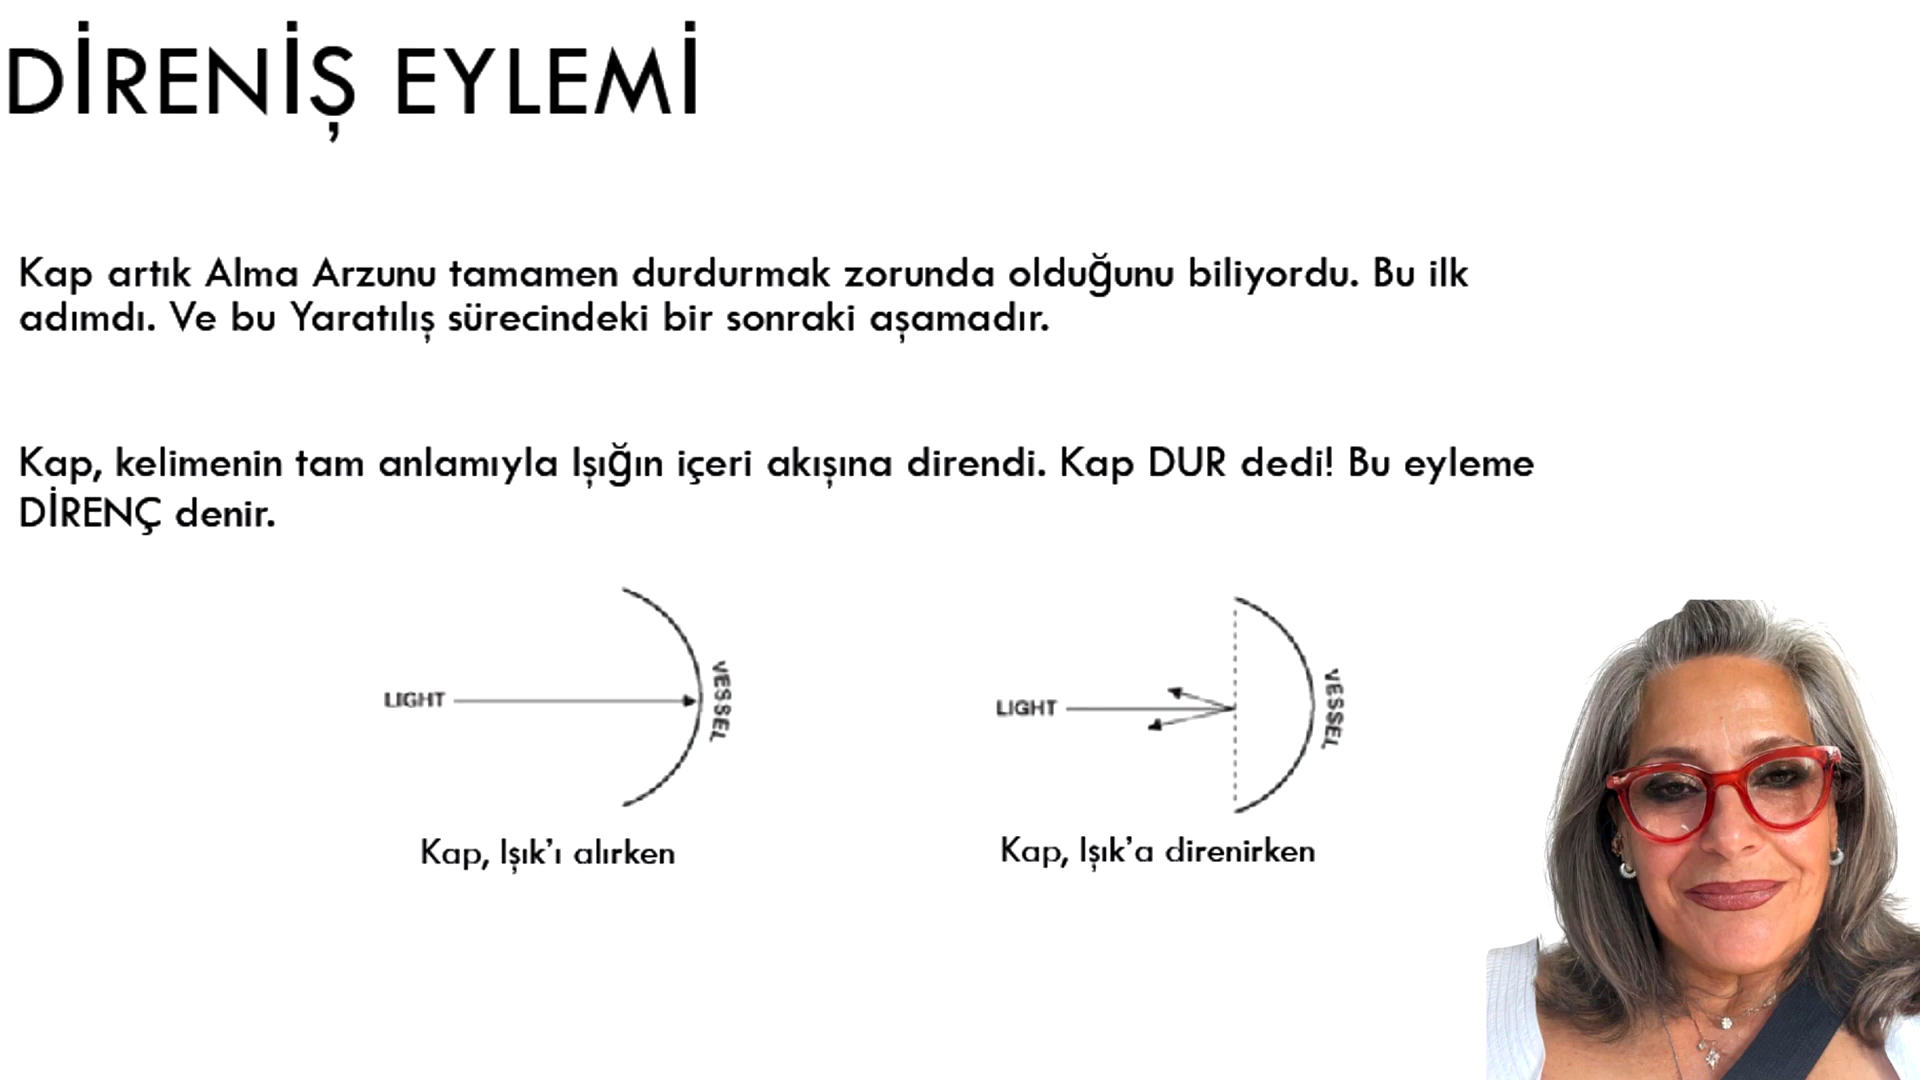 DİRENİŞ EYLEMİ
Kap artık Alma Arzunu tamamen durdurmak zorunda olduğunu biliyordu. Bu ilk
adımdı. Ve bu Yaratılış sürecindeki bir sonraki aşamadır.
Kap, kelimenin tam anlamıyla Işığın içeri akışına direndi. Kap DUR dedi! Bu eyleme
DİRENÇ denir.
LIGHT
VESSEL
LIGHT
VESSEL
Kap, Işık’ı alırken
Kap, Işık’a direnirken